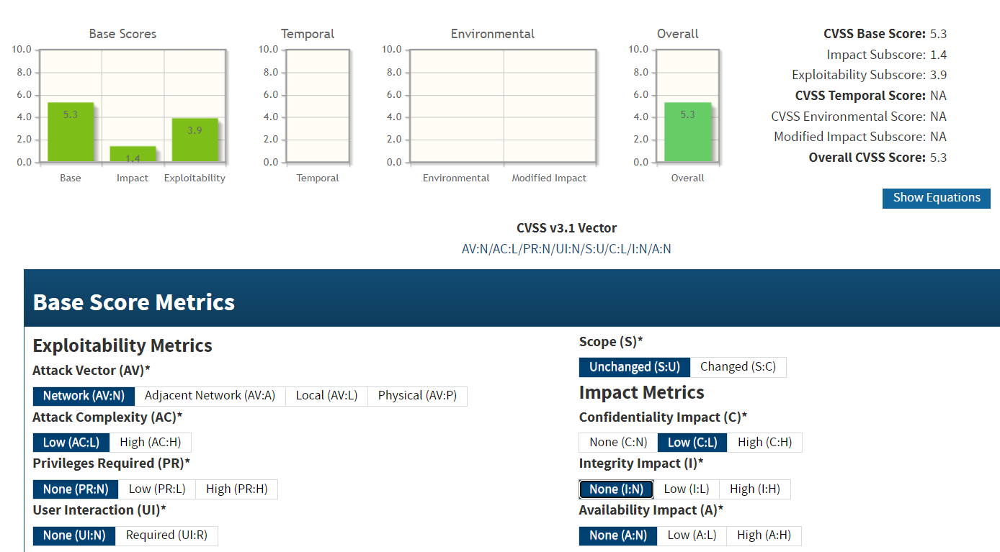 Base Scores
10.0
8.0
6.0
4.0
2.0
0.0
5.3
1.4
3.9
Base Impact Exploitability
Temporal
10.0
8.0
6.0
4.0
2.0
0.0
Temporal
Environmental
10.0
8.0
6.0
4.0
2.0
0.0
Environmental Modified Impact
Overall
10.0
8.0
6.0
4.0
2.0
0.0
5.3
Overall
CVSS Base Score: 5.3
Impact Subscore: 1.4
Exploitability Subscore: 3.9
CVSS Temporal Score: NA
CVSS Environmental Score: NA
Modified Impact Subscore: NA
Overall CVSS Score: 5.3
Show Equations
CVSS v3.1 Vector
AV:N/AC:L/PR:N/UI:N/S:U/C:L/I:N/A:N
Base Score Metrics
Exploitability Metrics
Attack Vector (AV)*
Network (AV:N) Adjacent Network (AV:A) Local (AV:L) Physical (AV:P)
Attack Complexity (AC)*
Low (AC:L) High (AC:H)
Privileges Required (PR)*
None (PR:N) Low (PR:L) High (PR:H)
User Interaction (UI)*
None (UI:N) Required (UI:R)
Scope (S)*
Unchanged (S:U) Changed (S:C)
Impact Metrics
Confidentiality Impact (C)*
None (C:N) Low (C:L) High (C:H)
Integrity Impact (I)*
None (I:N) Low (I:L) High (I:H)
Availability Impact (A)*
None (A:N) Low (A:L) High (A:H)